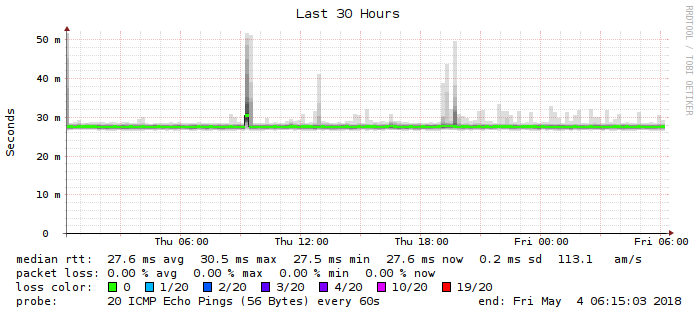 Last 30 Hours
RRDTOOL / TOBI OETIKER
Seconds
50 m
40 m
30 m
20 m
10 m
0
Thu 06:00 Thu 12:00 Thu 18:00 Fri 00:00 Fri 06:00
median rtt: 27.6 ms avg 30.5 ms max 27.5 ms min 27.6 ms now 0.2 ms sd 113.1 am/s
packet loss: 0.00 % avg 0.00 % max 0.00 % min 0.00 % now
loss color: 0 1/20 2/20 3/20 4/20 10/20 19/20
probe: 20 ICMP Echo Pings (56 Bytes) every 60s end: Fri May 4 06:15:03 2018